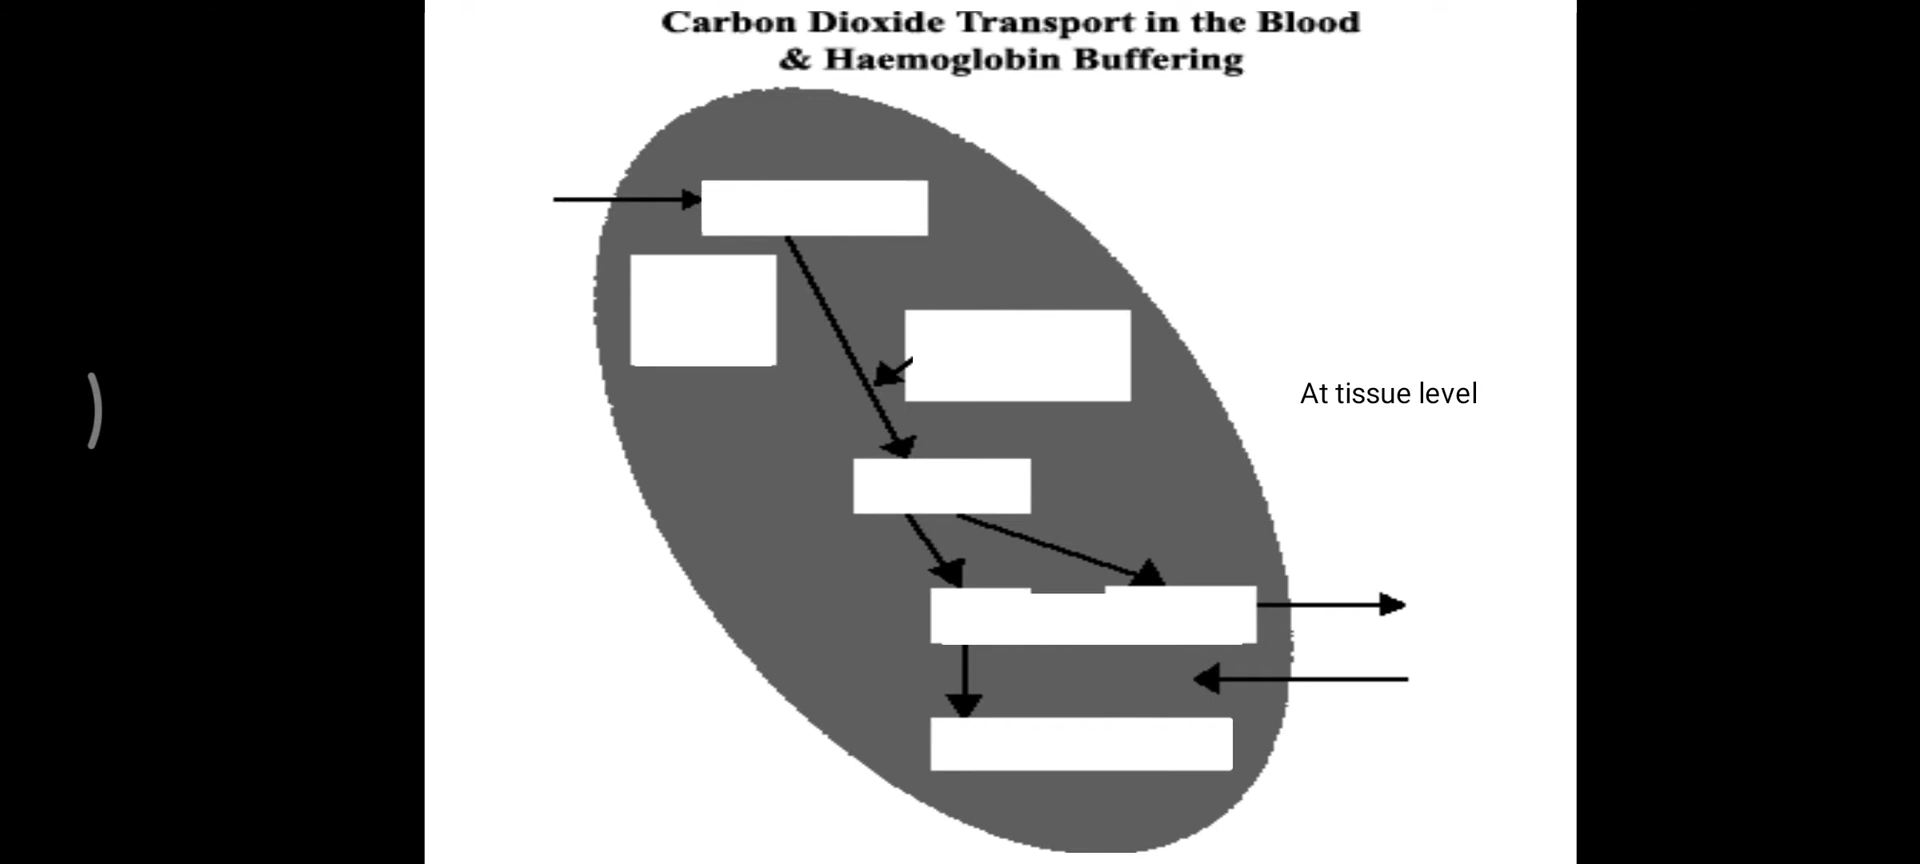 Carbon Dioxide Transport in the Blood
& Haemoglobin Buffering
At tissue level